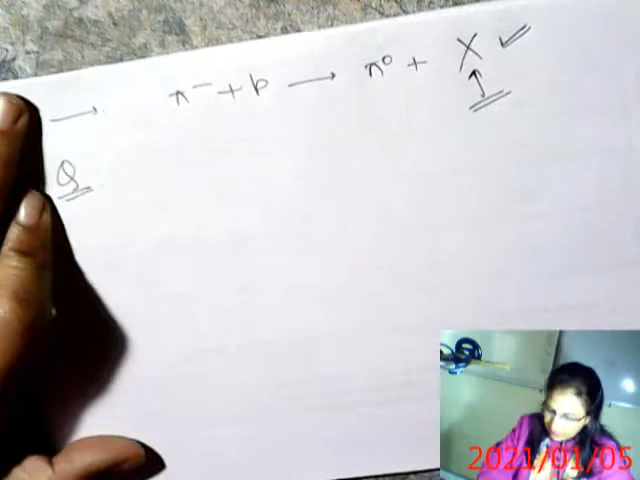 → π⁻ + p → π⁰ + X ✓
↑
Q
2021/01/05